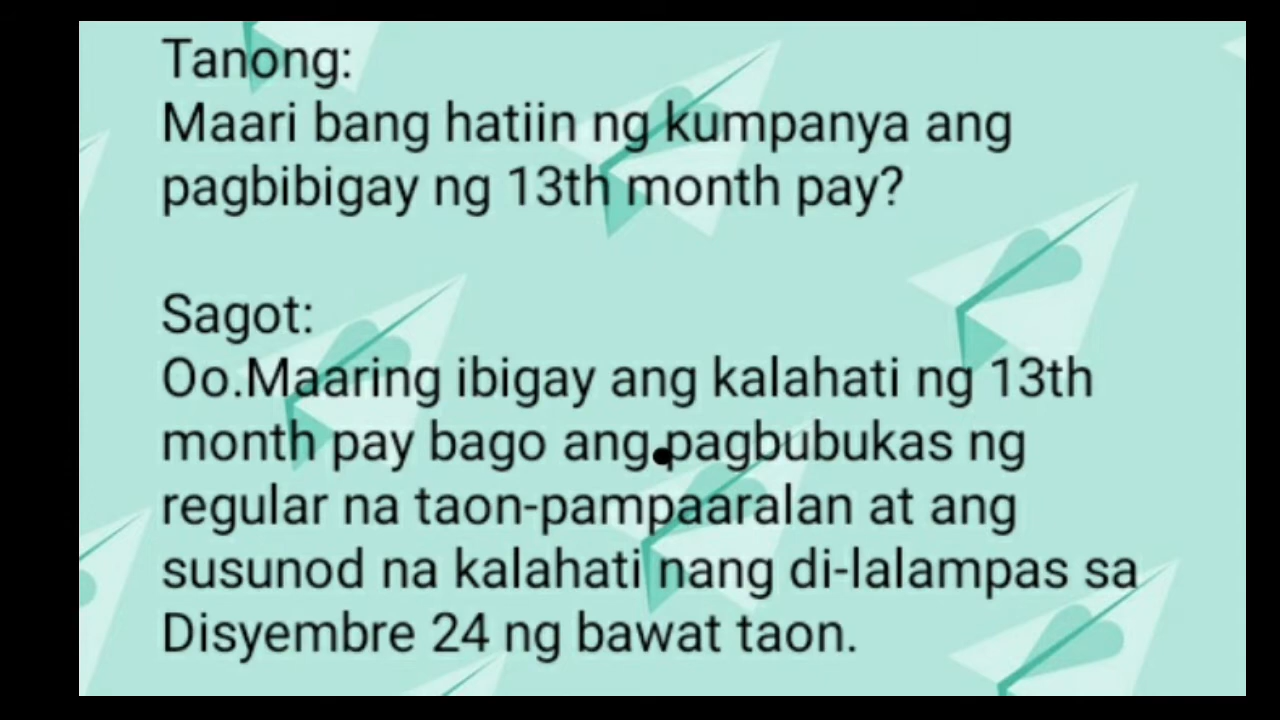 Tanong:
Maari bang hatiin ng kumpanya ang
pagbibigay ng 13th month pay?
Sagot:
Oo.Maaring ibigay ang kalahati ng 13th
month pay bago ang pagbubukas ng
regular na taon-pampaaralan at ang
susunod na kalahati nang di-lalampas sa
Disyembre 24 ng bawat taon.